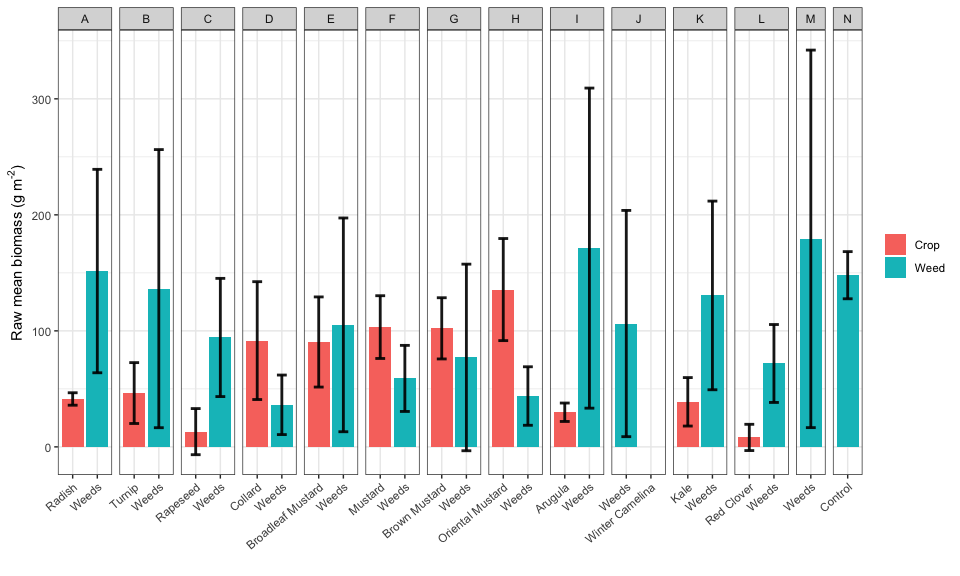 A B C D E F G H I J K L M N
Raw mean biomass (g m-2)
300
200
100
0
Crop
Weed
Radish Weeds Turnip Weeds Rapeseed Weeds Collard Weeds Broadleaf Mustard Weeds Mustard Weeds Brown Mustard Weeds Oriental Mustard Weeds Arugula Weeds Weeds Winter Camelina Kale Weeds Red Clover Weeds Weeds Control